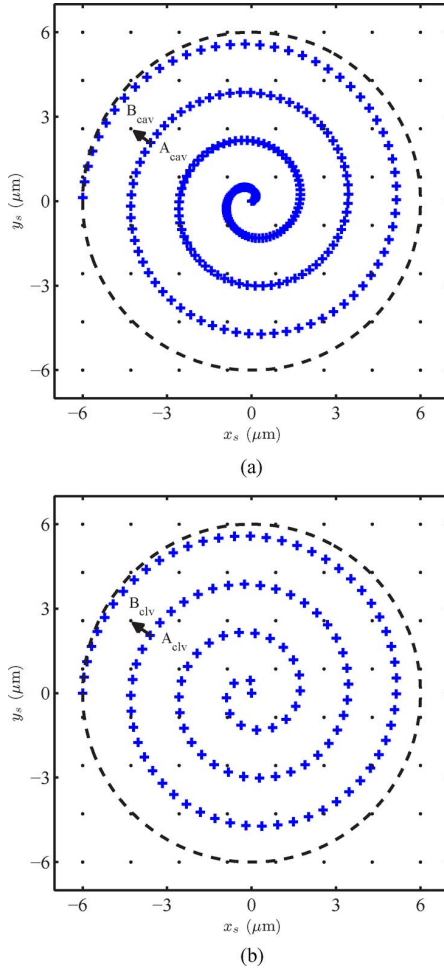 6
3
0
−3
−6
y_s (μm)
B_cav
A_cav
−6 −3 0 3 6
x_s (μm)
(a)
6
3
0
−3
−6
y_s (μm)
B_clv
A_clv
−6 −3 0 3 6
x_s (μm)
(b)